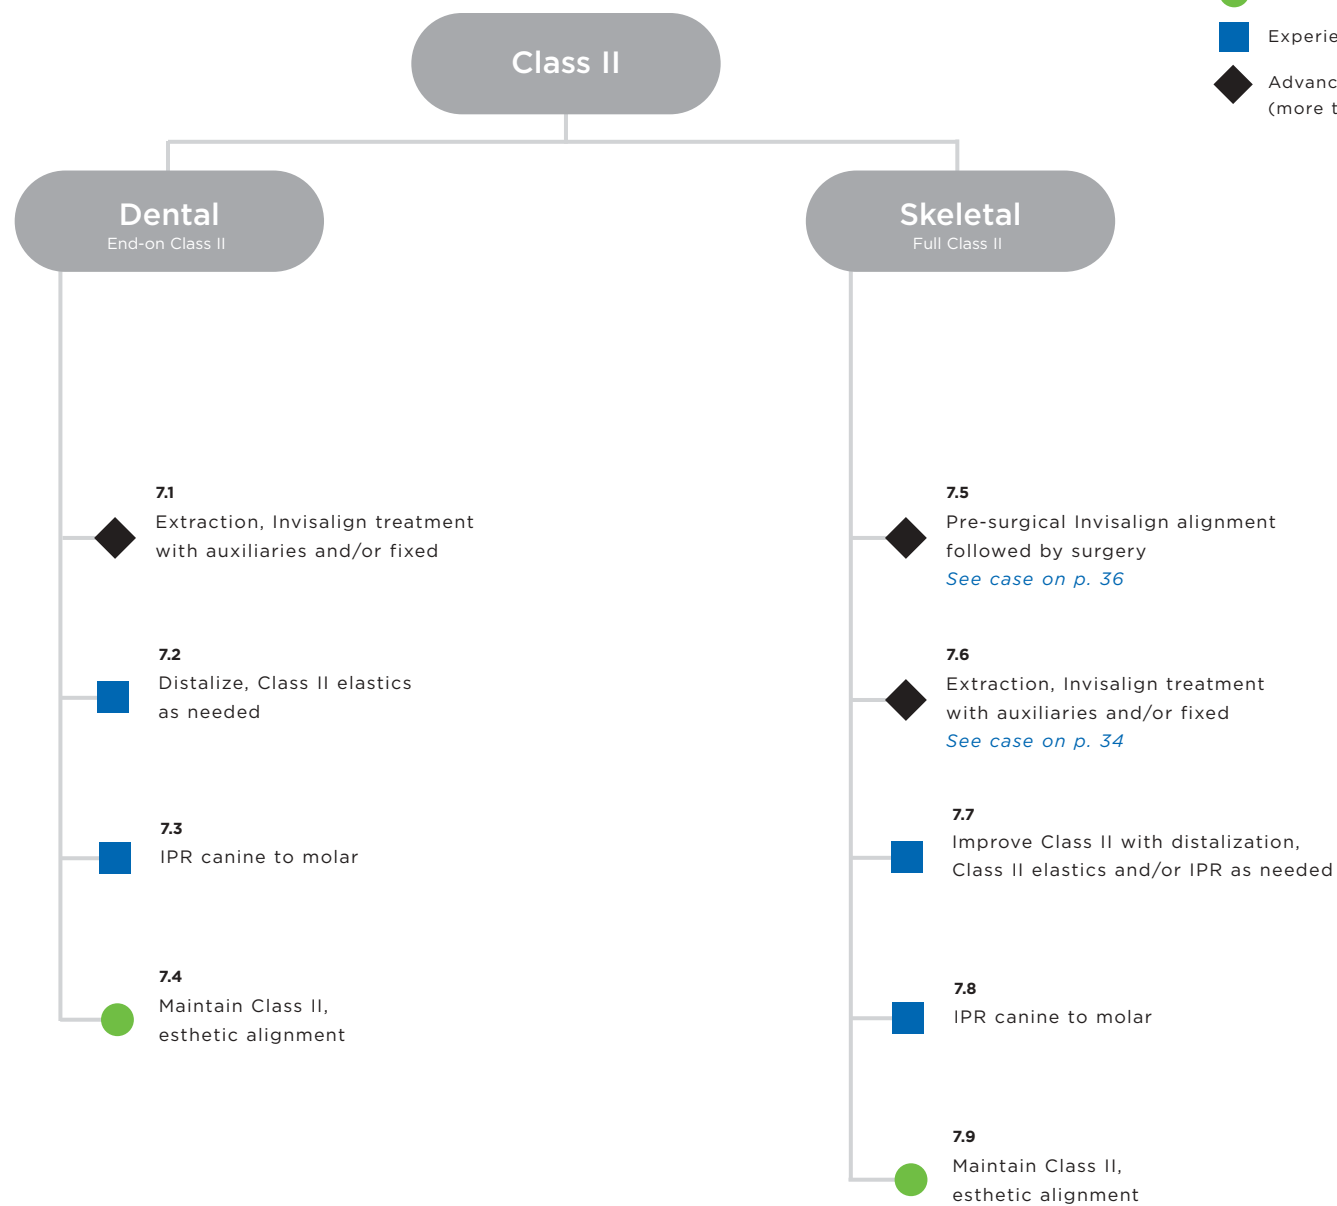 Class II
(more t
Dental
End-on Class II
Skeletal
Full Class II
7.1
Extraction, Invisalign treatment
with auxiliaries and/or fixed
7.2
Distalize, Class II elastics
as needed
7.3
IPR canine to molar
7.4
Maintain Class II,
esthetic alignment
7.5
Pre-surgical Invisalign alignment
followed by surgery
See case on p. 36
7.6
Extraction, Invisalign treatment
with auxiliaries and/or fixed
See case on p. 34
7.7
Improve Class II with distalization,
Class II elastics and/or IPR as needed
7.8
IPR canine to molar
7.9
Maintain Class II,
esthetic alignment